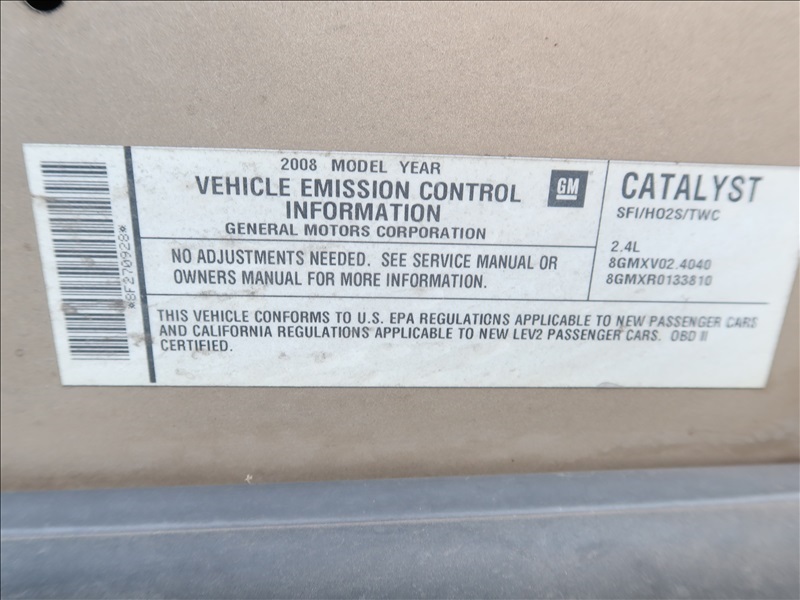 *8F270928*
2008 MODEL YEAR
VEHICLE EMISSION CONTROL
INFORMATION
GENERAL MOTORS CORPORATION
GM
NO ADJUSTMENTS NEEDED. SEE SERVICE MANUAL OR
OWNERS MANUAL FOR MORE INFORMATION.
CATALYST
SFI/HO2S/TWC
2.4L
8GMXV02.4040
8GMXR0133810
THIS VEHICLE CONFORMS TO U.S. EPA REGULATIONS APPLICABLE TO NEW PASSENGER CARS
AND CALIFORNIA REGULATIONS APPLICABLE TO NEW LEV2 PASSENGER CARS. OBD II
CERTIFIED.